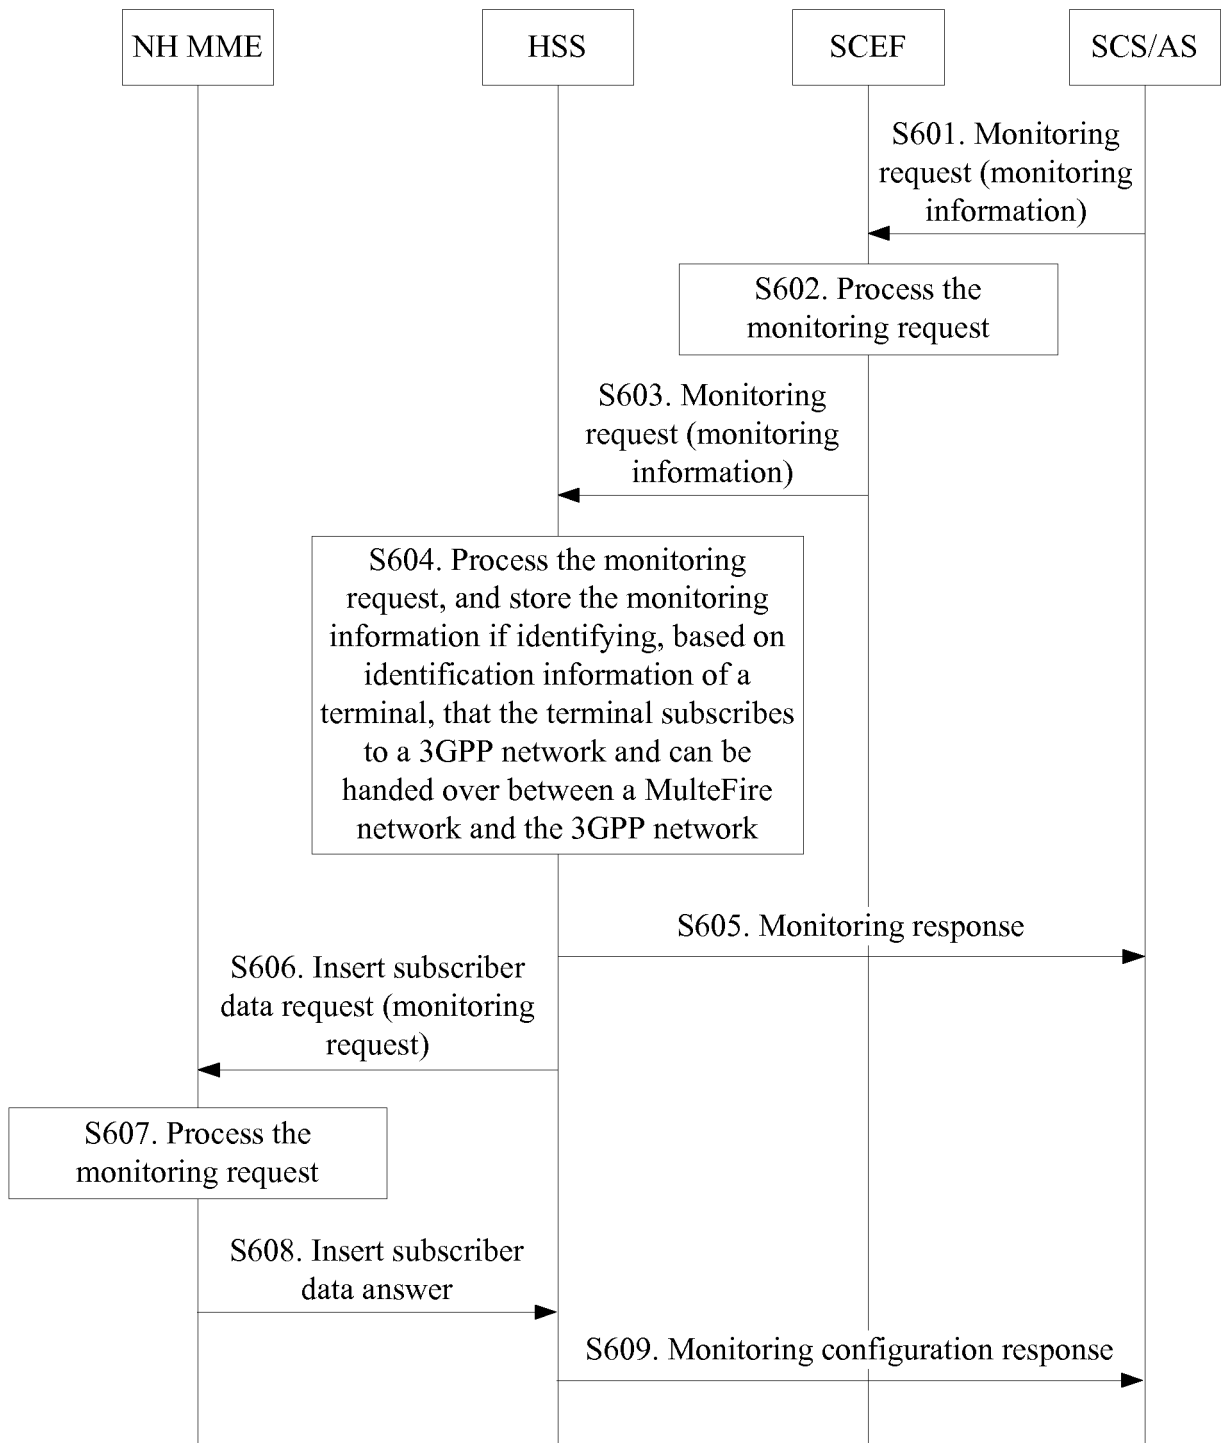 NH MME
HSS
SCEF
SCS/AS
S601. Monitoring
request (monitoring
information)
S602. Process the
monitoring request
S603. Monitoring
request (monitoring
information)
S604. Process the monitoring
request, and store the monitoring
information if identifying, based on
identification information of a
terminal, that the terminal subscribes
to a 3GPP network and can be
handed over between a MulteFire
network and the 3GPP network
S605. Monitoring response
S606. Insert subscriber
data request (monitoring
request)
S607. Process the
monitoring request
S608. Insert subscriber
data answer
S609. Monitoring configuration response